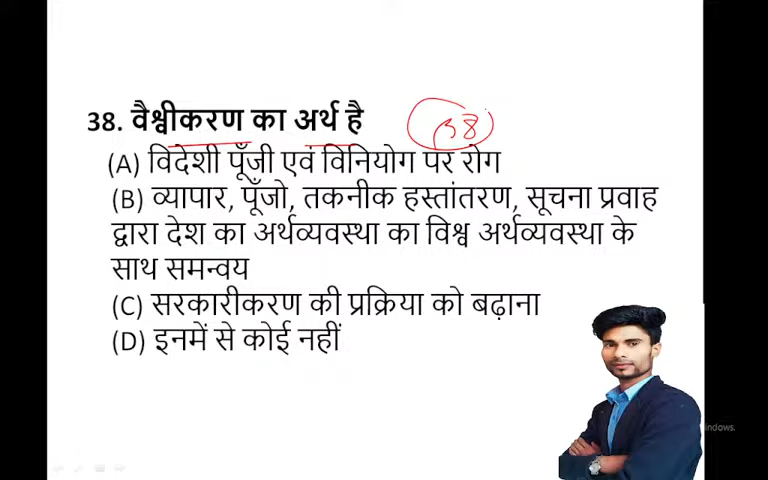 38. वैश्वीकरण का अर्थ है
38
(A) विदेशी पूँजी एवं विनियोग पर रोग
(B) व्यापार, पूँजो, तकनीक हस्तांतरण, सूचना प्रवाह
द्वारा देश का अर्थव्यवस्था का विश्व अर्थव्यवस्था के
साथ समन्वय
(C) सरकारीकरण की प्रक्रिया को बढ़ाना
(D) इनमें से कोई नहीं
indows.